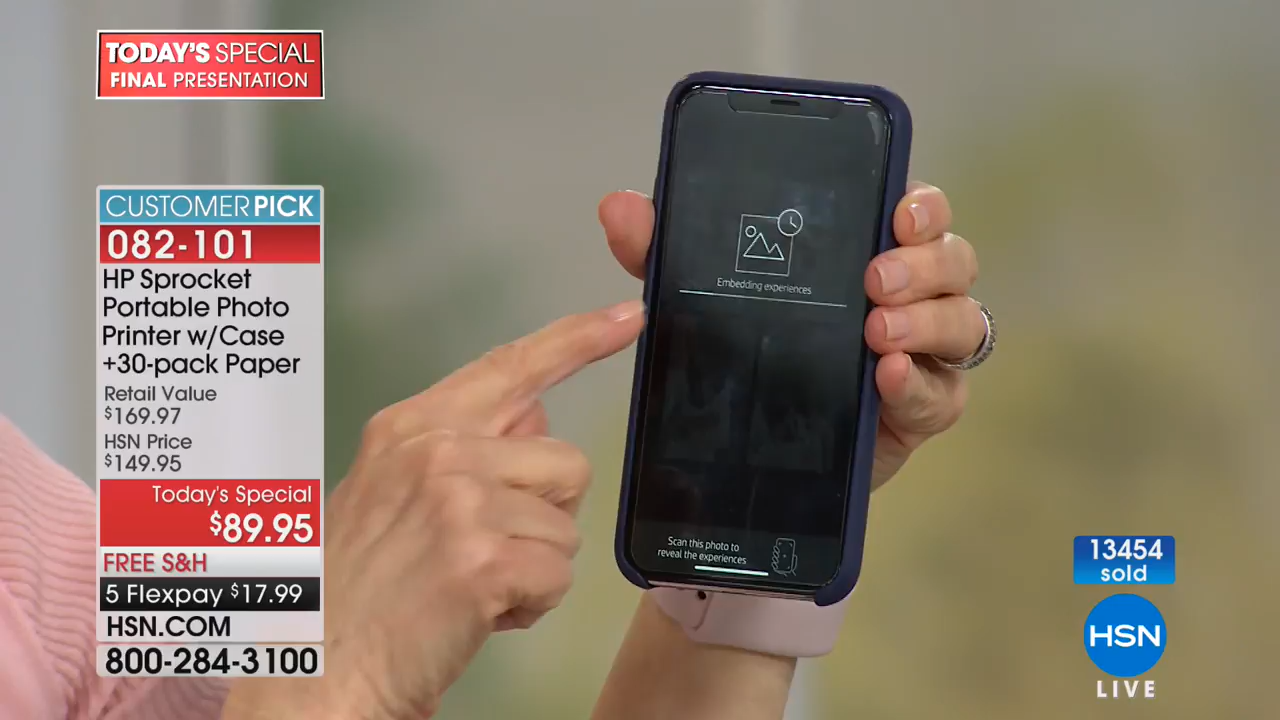 TODAY'S SPECIAL
FINAL PRESENTATION
CUSTOMER PICK
082-101
HP Sprocket
Portable Photo
Printer w/Case
+30-pack Paper
Retail Value
$169.97
HSN Price
$149.95
Today's Special
$89.95
FREE S&H
5 Flexpay $17.99
HSN.COM
800-284-3100
Embedding experiences
Scan this photo to
reveal the experiences
13454
sold
HSN
LIVE